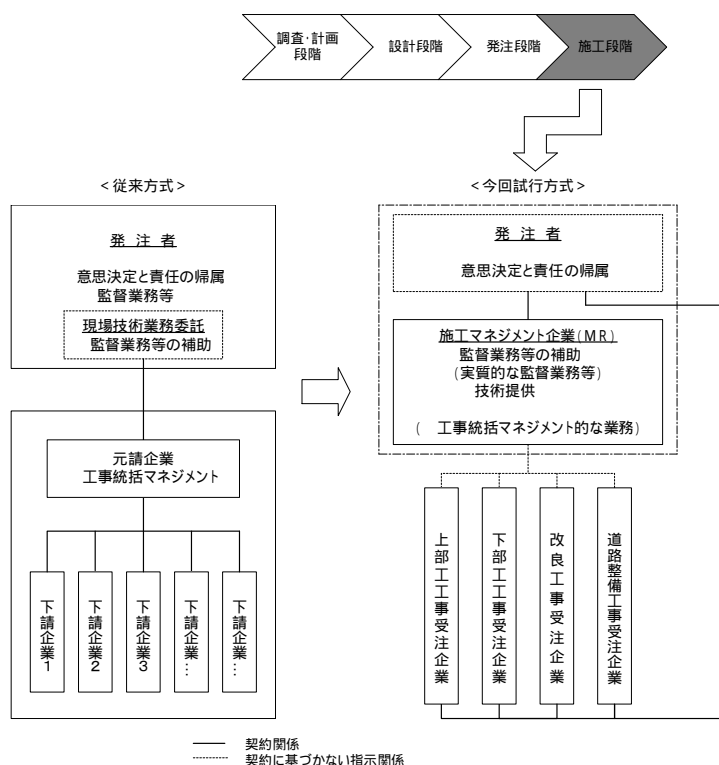 調査･計画
段階
設計段階
発注段階
施工段階
＜従来方式＞
発 注 者
意思決定と責任の帰属
監督業務等
現場技術業務委託
監督業務等の補助
元請企業
工事統括マネジメント
下請企業1
下請企業2
下請企業3
下請企業…
下請企業…
＜今回試行方式＞
発 注 者
意思決定と責任の帰属
施工マネジメント企業(MR)
監督業務等の補助
(実質的な監督業務等)
技術提供
(　工事統括マネジメント的な業務)
上部工工事受注企業
下部工工事受注企業
改良工事受注企業
道路整備工事受注企業
契約関係
契約に基づかない指示関係